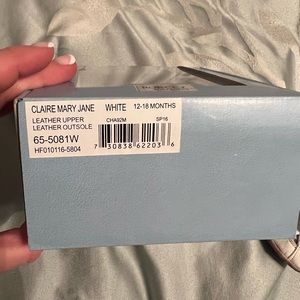 CLAIRE MARY JANE WHITE 12-18 MONTHS
LEATHER UPPER CHA92M SP16
LEATHER OUTSOLE
65-5081W
HF010116-5804
7 30838 62203 6